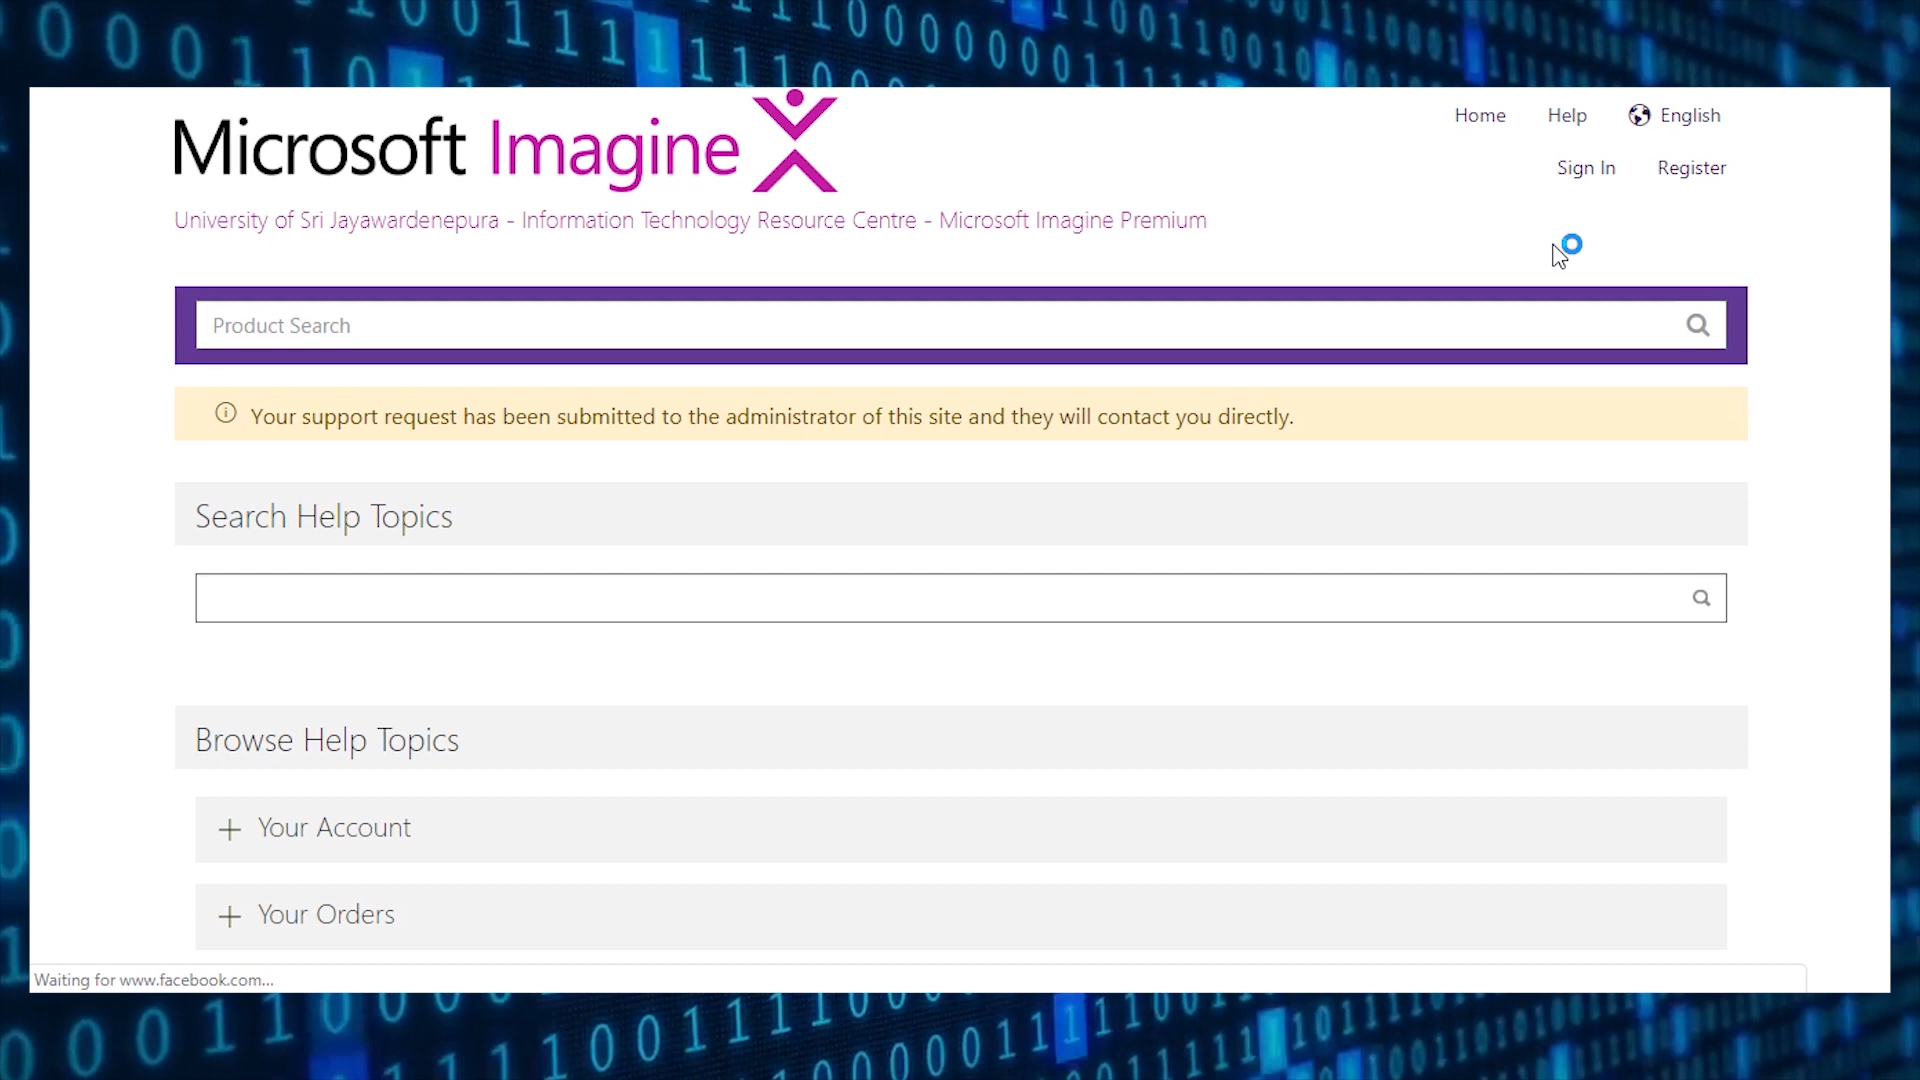 Microsoft Imagine
Home Help English
Sign In Register
University of Sri Jayawardenepura - Information Technology Resource Centre - Microsoft Imagine Premium
Product Search
Your support request has been submitted to the administrator of this site and they will contact you directly.
Search Help Topics
Browse Help Topics
+ Your Account
+ Your Orders
Waiting for www.facebook.com...